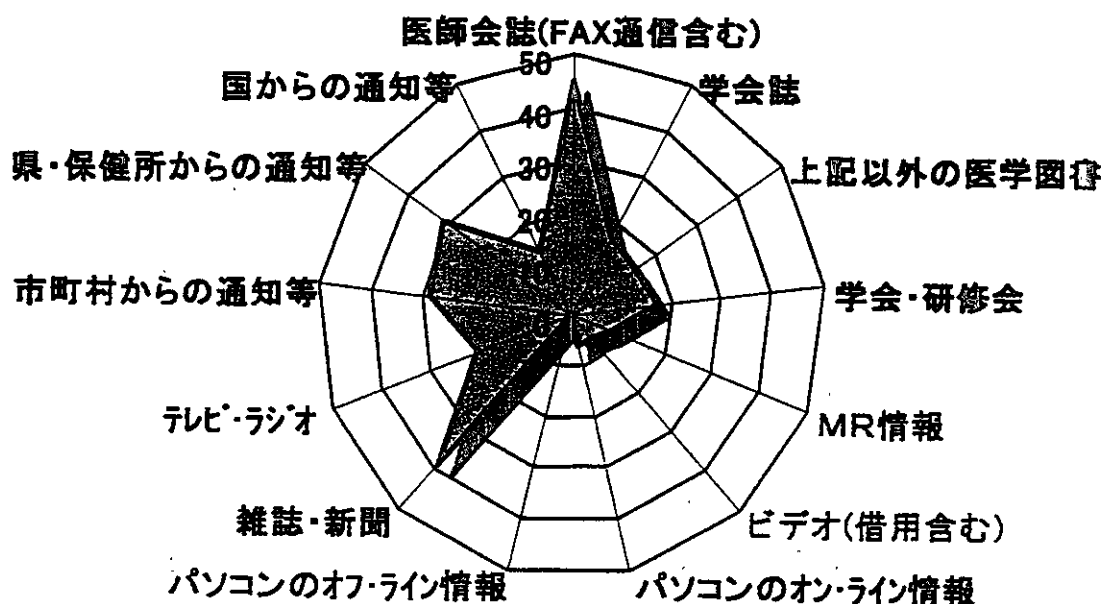 医師会誌(FAX通信含む)
50
国からの通知等
学会誌
40
県・保健所からの通知等
30
上記以外の医学図書
20
市町村からの通知等
学会・研修会
0
テレビ・ラジオ
MR情報
雑誌・新聞
ビデオ(借用含む)
パソコンのオフ・ライン情報
パソコンのオン・ライン情報